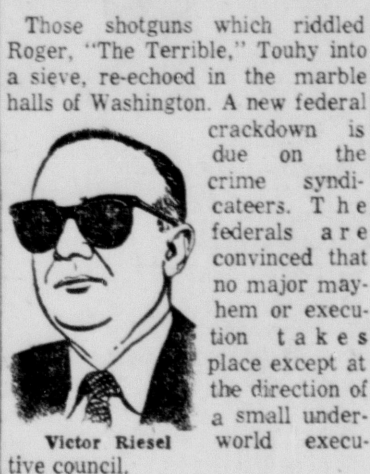 Those shotguns which riddled
Roger, "The Terrible," Touhy into
a sieve, re-echoed in the marble
halls of Washington. A new federal
crackdown is
due on the
crime syndi-
cateers. The
federals are
convinced that
no major may-
hem or execu-
tion takes
place except at
the direction of
a small under-
world execu-
tive council.
Victor Riesel